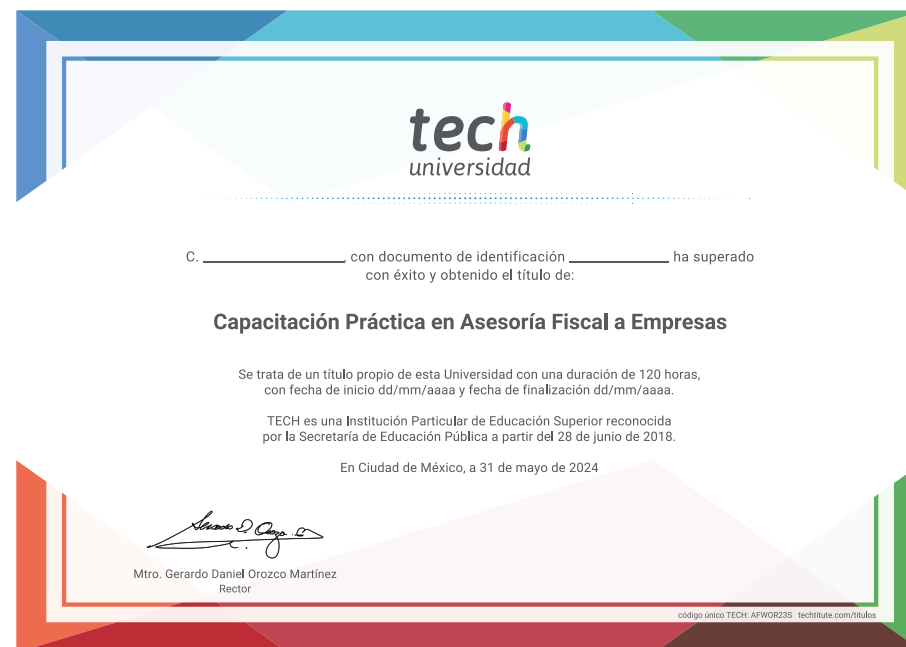 tech
universidad
C. ____________, con documento de identificación ____________ ha superado
con éxito y obtenido el título de:
Capacitación Práctica en Asesoría Fiscal a Empresas
Se trata de un título propio de esta Universidad con una duración de 120 horas,
con fecha de inicio dd/mm/aaaa y fecha de finalización dd/mm/aaaa.
TECH es una Institución Particular de Educación Superior reconocida
por la Secretaría de Educación Pública a partir del 28 de junio de 2018.
En Ciudad de México, a 31 de mayo de 2024
Mtro. Gerardo Daniel Orozco Martínez
Rector
código único TECH: AFWOR23S techtitute.com/titulos